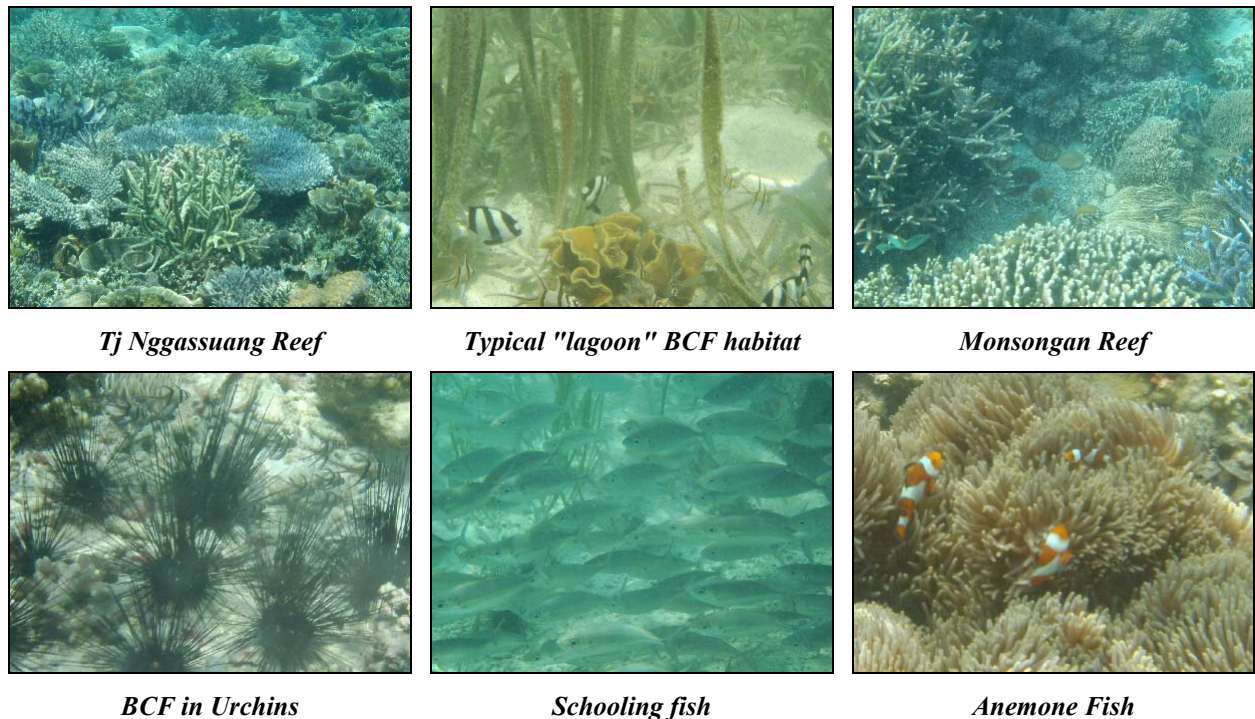 Tj Nggassuang Reef
Typical "lagoon" BCF habitat
Monsongan Reef
BCF in Urchins
Schooling fish
Anemone Fish